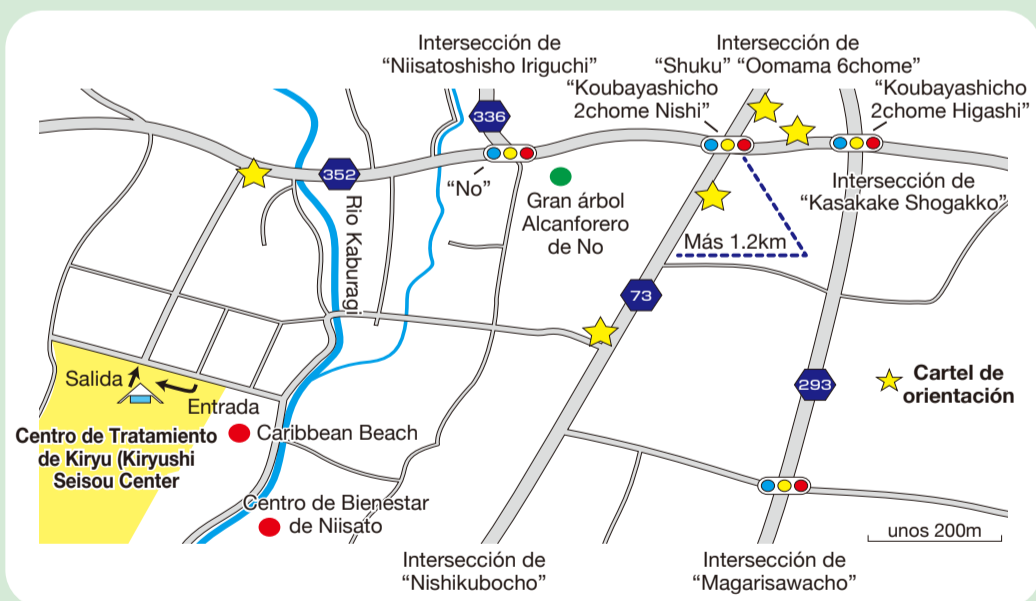 Intersección de
“Niisatoshisho Iriguchi”
Intersección de
“Shuku” “Oomama 6chome”
“Koubayashicho
2chome Nishi”
“Koubayashicho
2chome Higashi”
336
352
“No”
Rio Kaburagi
Gran árbol
Alcanforero
de No
Intersección de
“Kasakake Shogakko”
Más 1.2km
73
293
Cartel de
orientación
Salida
Entrada
Centro de Tratamiento
de Kiryu (Kiryushi
Seisou Center
Caribbean Beach
Centro de Bienestar
de Niisato
Intersección de
“Nishikubocho”
Intersección de
“Magarisawacho”
unos 200m